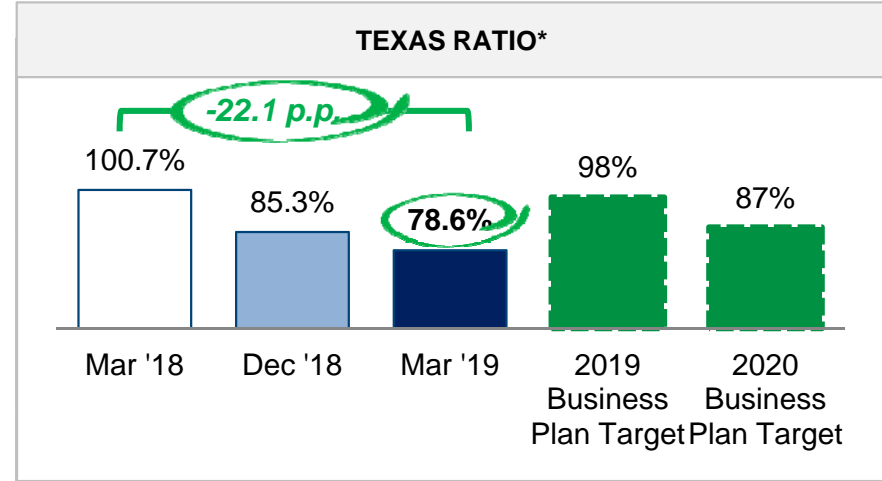 TEXAS RATIO*
-22.1 p.p.
100.7%
85.3%
78.6%
98%
87%
Mar '18
Dec '18
Mar '19
2019
Business
Plan Target
2020
Business
Plan Target